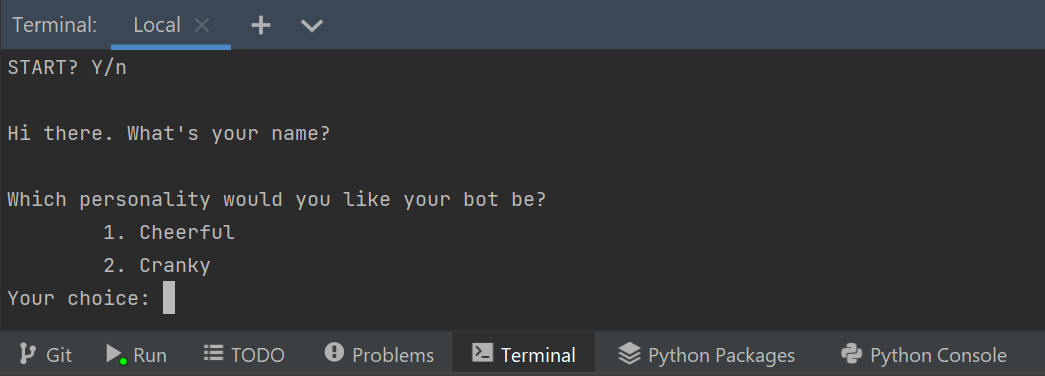 Terminal: Local
START? Y/n
Hi there. What's your name?
Which personality would you like your bot be?
1. Cheerful
2. Cranky
Your choice:
Git Run TODO Problems Terminal Python Packages Python Console